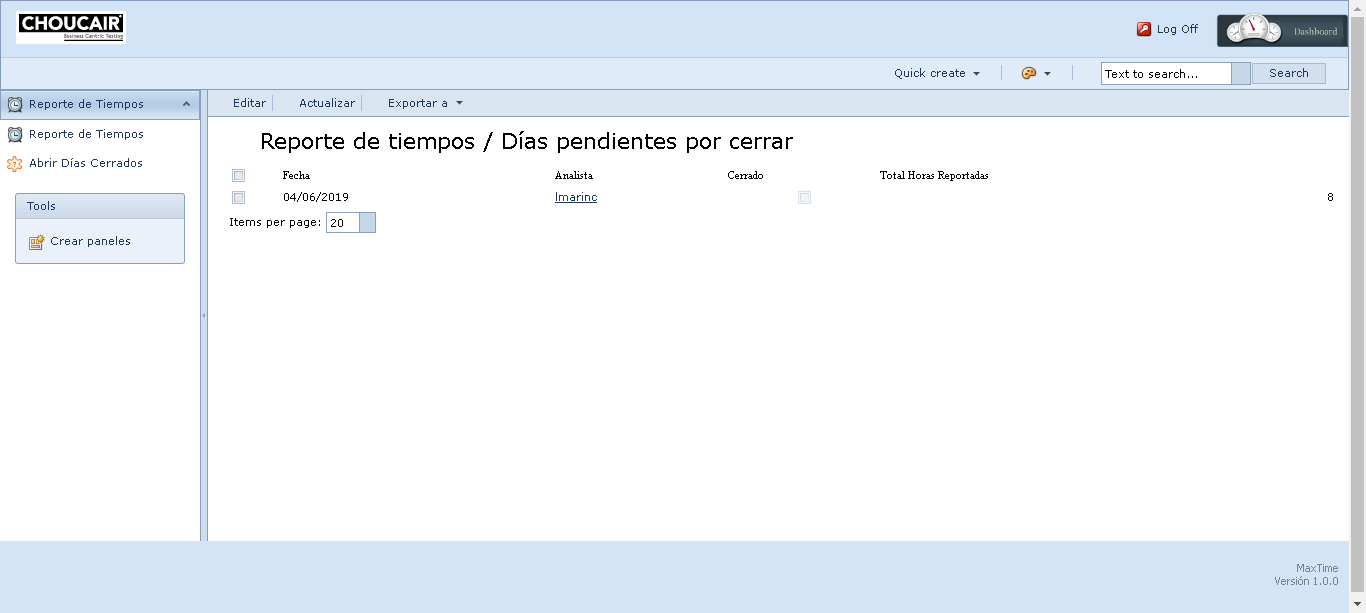 CHOUCAIR
Business Centric Testing
Log Off
Dashboard
Quick create
Text to search...
Search
Reporte de Tiempos
Editar Actualizar Exportar a
Reporte de Tiempos
Abrir Días Cerrados
Tools
Crear paneles
Reporte de tiempos / Días pendientes por cerrar
Fecha Analista Cerrado Total Horas Reportadas
04/06/2019 lmarinc 8
Items per page: 20
MaxTime
Versión 1.0.0